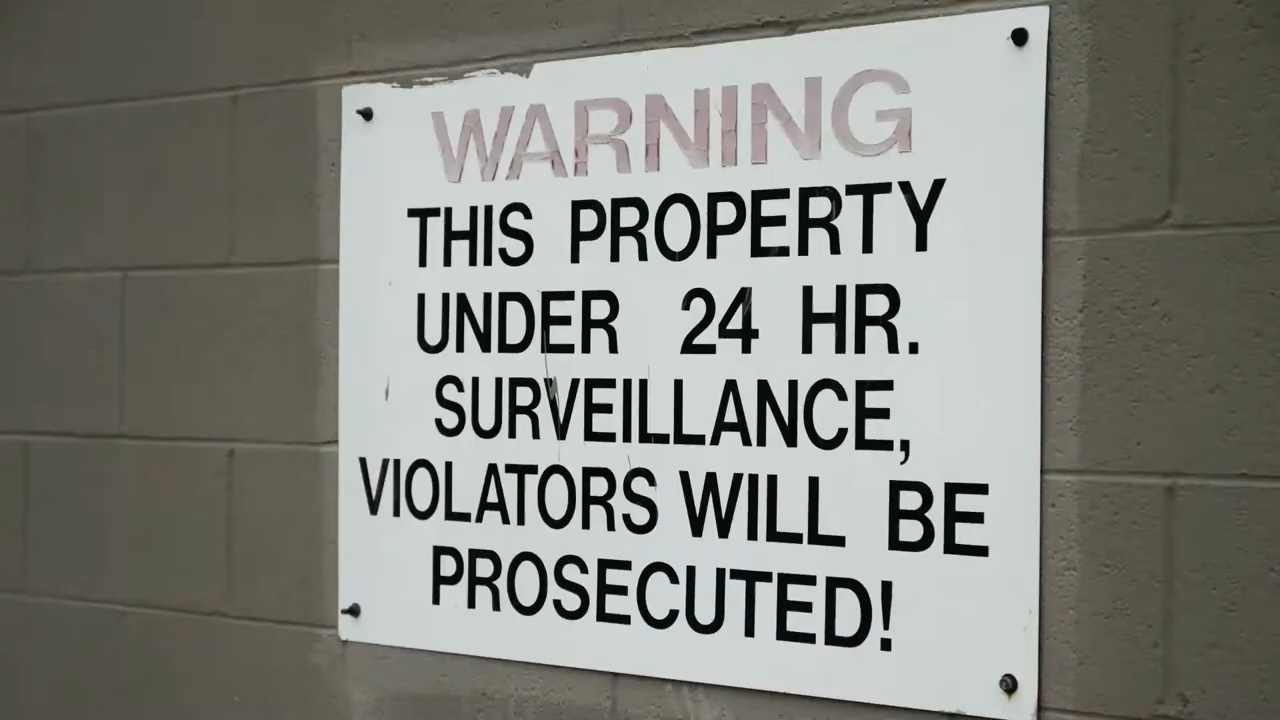 WARNING
THIS PROPERTY
UNDER 24 HR.
SURVEILLANCE,
VIOLATORS WILL BE
PROSECUTED!